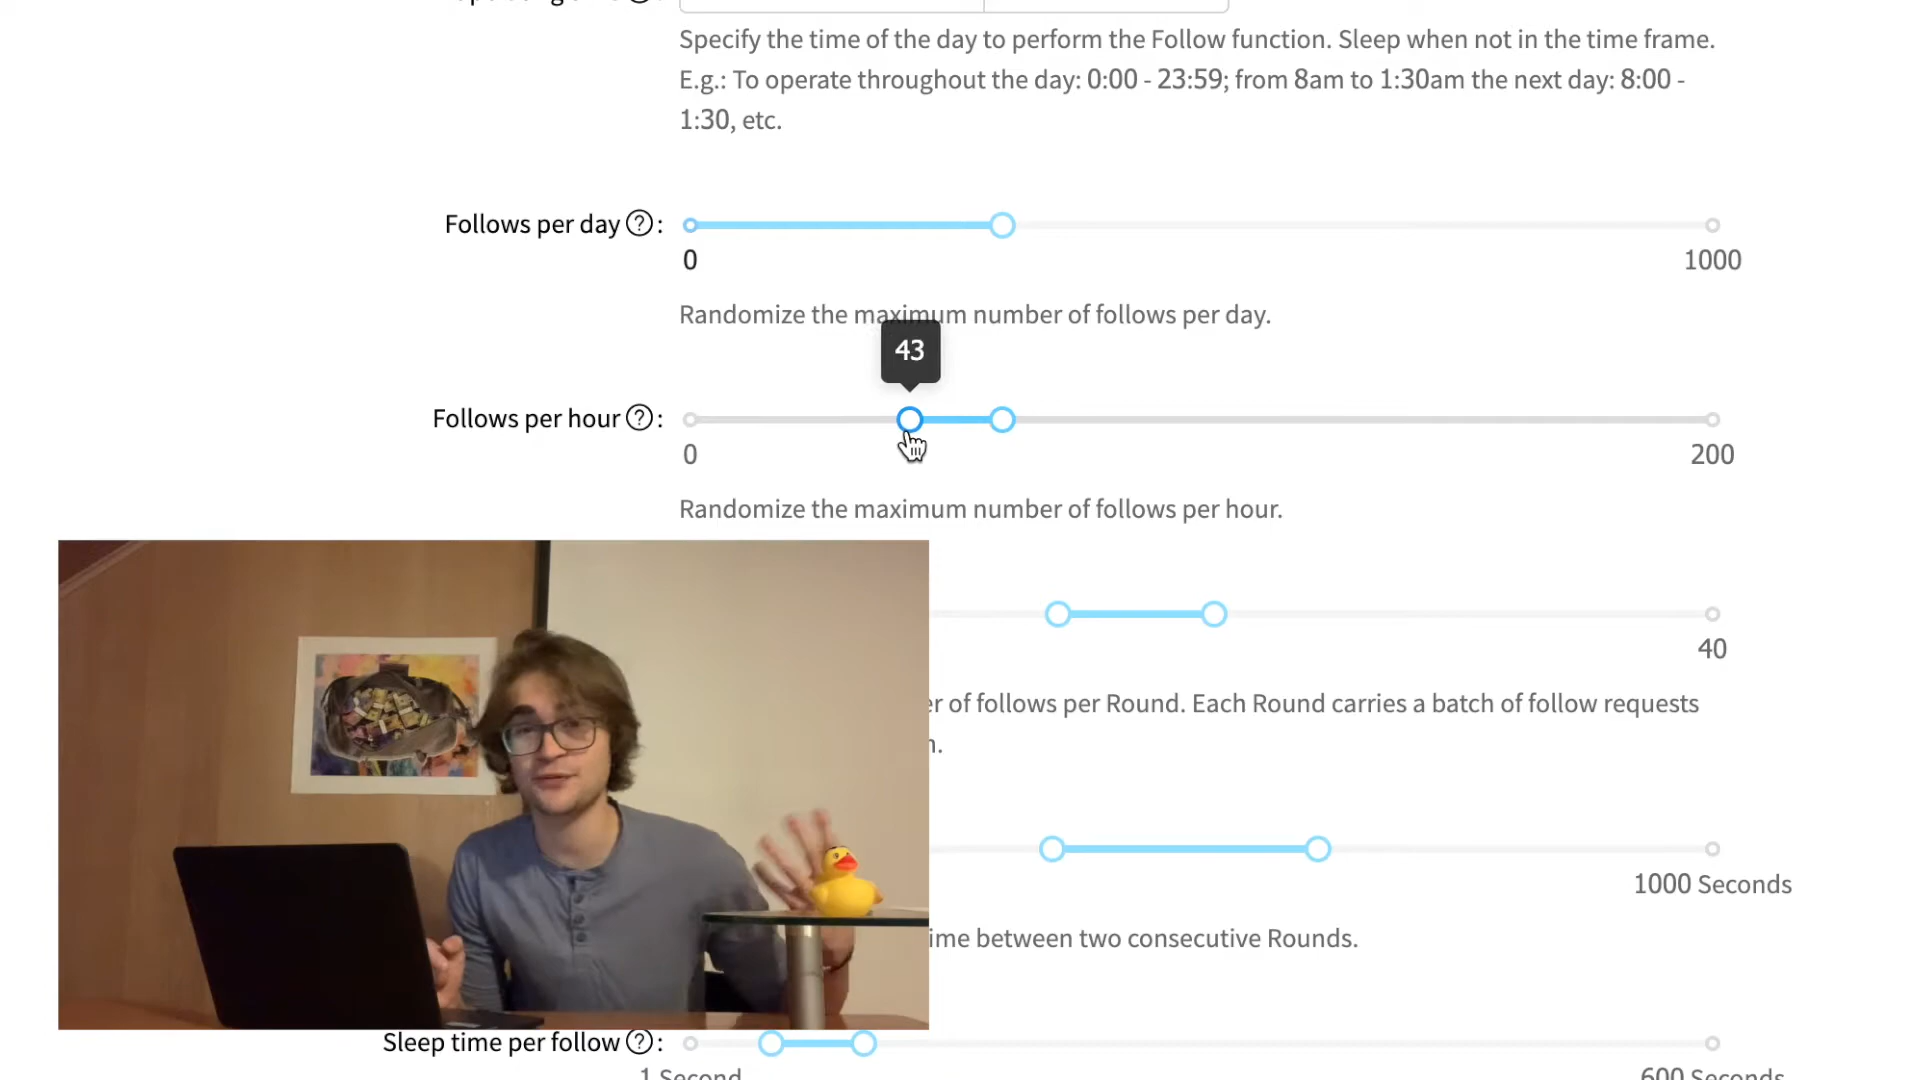 Specify the time of the day to perform the Follow function. Sleep when not in the time frame.
E.g.: To operate throughout the day: 0:00 - 23:59; from 8am to 1:30am the next day: 8:00 -
1:30, etc.
Follows per day ? :
0 1000
Randomize the maximum number of follows per day.
43
Follows per hour ? :
0 200
Randomize the maximum number of follows per hour.
40
of follows per Round. Each Round carries a batch of follow requests
1000 Seconds
between two consecutive Rounds.
Sleep time per follow ? :
1 Second 600 Seconds